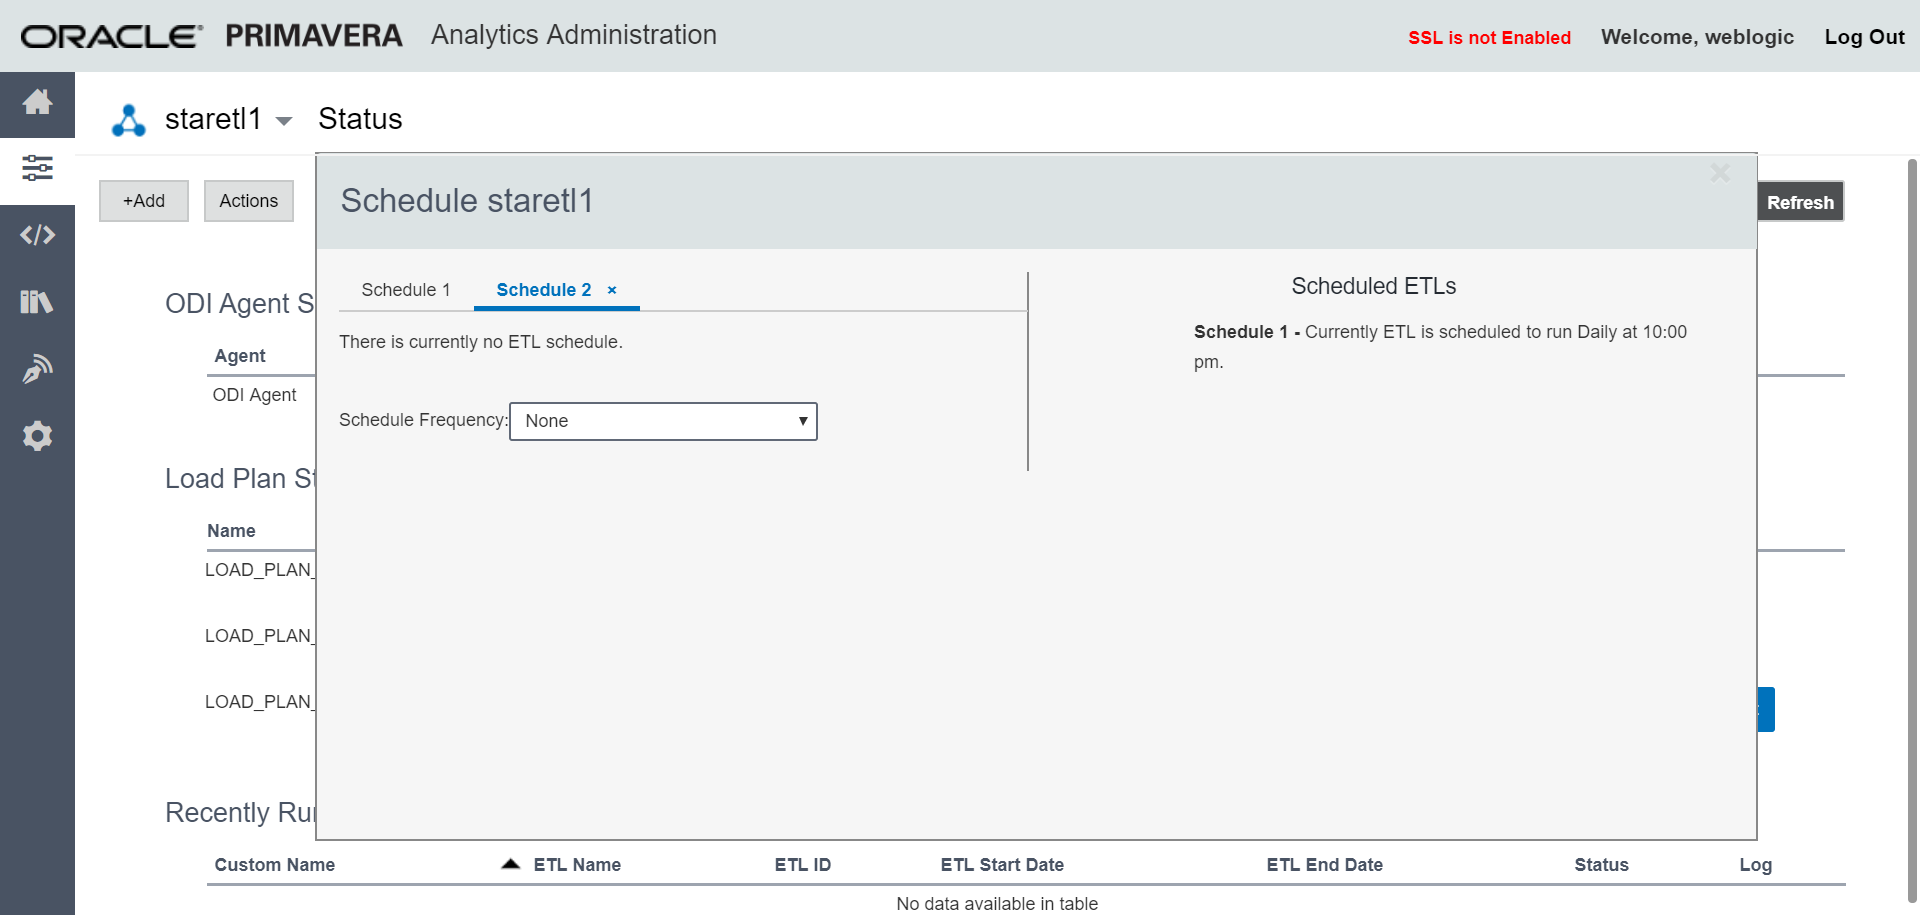 ORACLE PRIMAVERA Analytics Administration
SSL is not Enabled Welcome, weblogic Log Out
staretl1 Status
+Add Actions Refresh
Schedule staretl1
Schedule 1 Schedule 2 ×
There is currently no ETL schedule.
Schedule Frequency: None
Scheduled ETLs
Schedule 1 - Currently ETL is scheduled to run Daily at 10:00
pm.
ODI Agent S
Agent
ODI Agent
Load Plan St
Name
LOAD_PLAN_
LOAD_PLAN_
LOAD_PLAN_
Recently Ru
Custom Name ETL Name ETL ID ETL Start Date ETL End Date Status Log
No data available in table